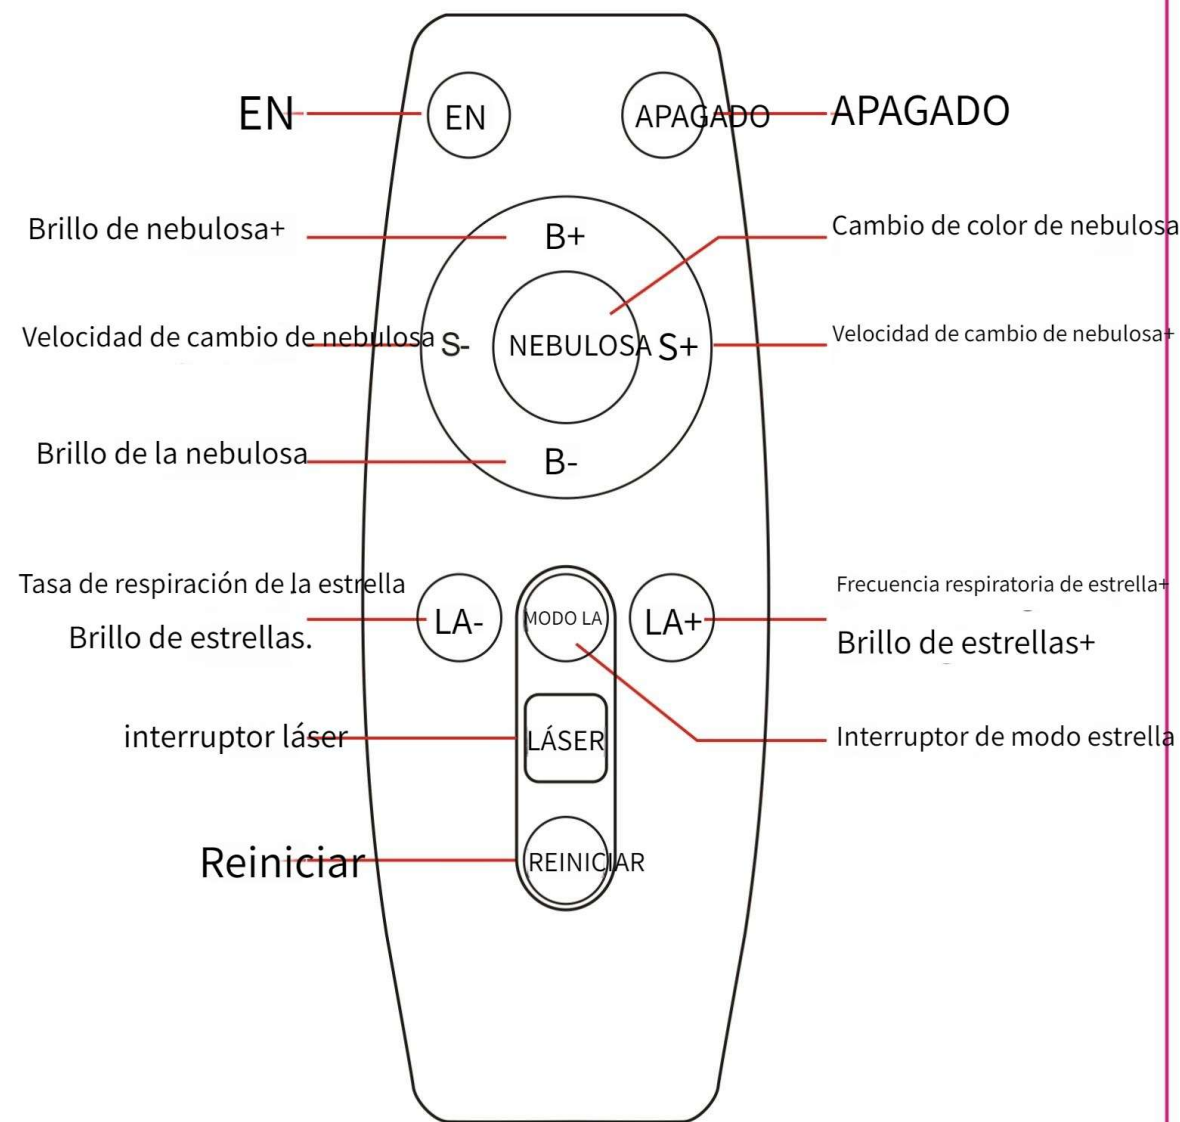 EN
EN
APAGADO
APAGADO
Brillo de nebulosa+
B+
Cambio de color de nebulosa
Velocidad de cambio de nebulosa
S-
NEBULOSA
S+
Velocidad de cambio de nebulosa+
Brillo de la nebulosa
B-
Tasa de respiración de la estrella
Brillo de estrellas.
LA-
MODO LA
LA+
Frecuencia respiratoria de estrella+
Brillo de estrellas+
interruptor láser
LÁSER
Interruptor de modo estrella
Reiniciar
REINICIAR